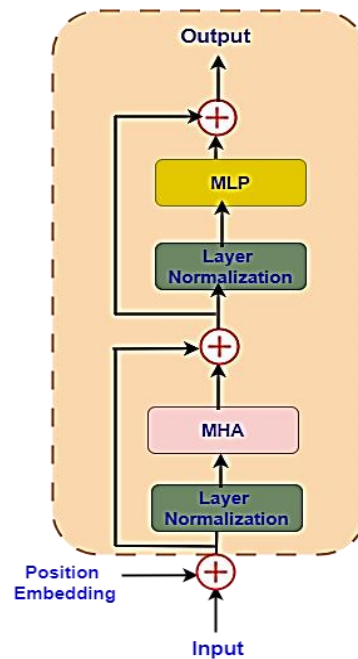 Output
MLP
Layer
Normalization
MHA
Layer
Normalization
Position
Embedding
Input